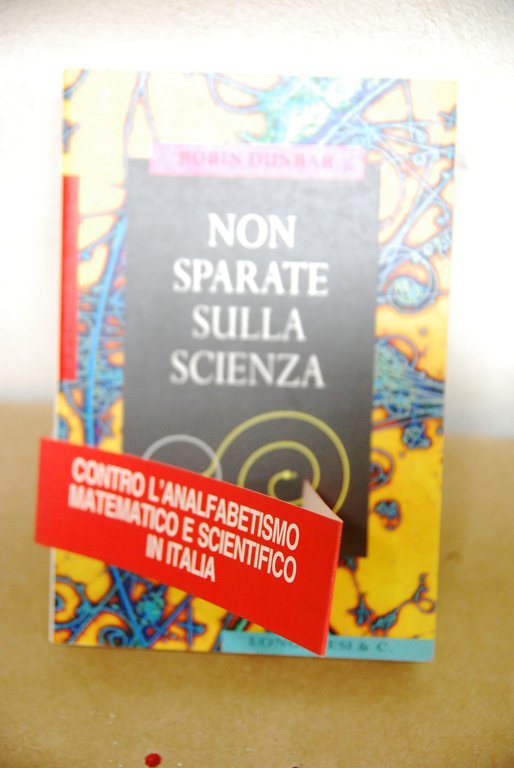 ROBIN DUNBAR
NON
SPARATE
SULLA
SCIENZA
CONTRO L'ANALFABETISMO
MATEMATICO E SCIENTIFICO
IN ITALIA
& C.